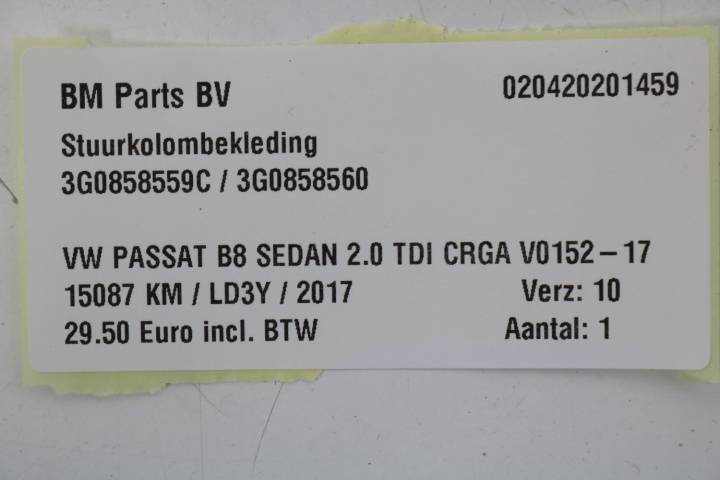 BM Parts BV 020420201459
Stuurkolombekleding
3G0858559C / 3G0858560
VW PASSAT B8 SEDAN 2.0 TDI CRGA V0152-17
15087 KM / LD3Y / 2017 Verz: 10
29.50 Euro incl. BTW Aantal: 1